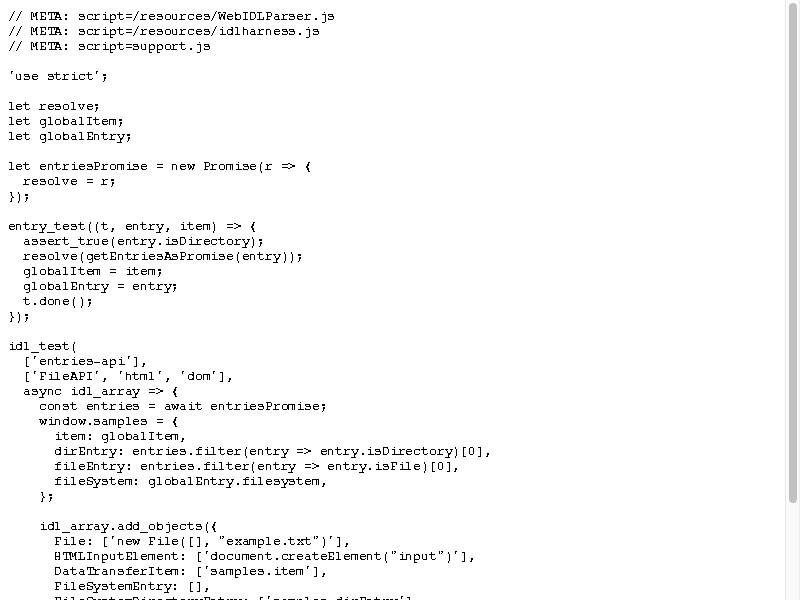 // META: script=/resources/WebIDLParser.js
// META: script=/resources/idlharness.js
// META: script=support.js

'use strict';

let resolve;
let globalItem;
let globalEntry;

let entriesPromise = new Promise(r => {
  resolve = r;
});

entry_test((t, entry, item) => {
  assert_true(entry.isDirectory);
  resolve(getEntriesAsPromise(entry));
  globalItem = item;
  globalEntry = entry;
  t.done();
});

idl_test(
  ['entries-api'],
  ['FileAPI', 'html', 'dom'],
  async idl_array => {
    const entries = await entriesPromise;
    window.samples = {
      item: globalItem,
      dirEntry: entries.filter(entry => entry.isDirectory)[0],
      fileEntry: entries.filter(entry => entry.isFile)[0],
      fileSystem: globalEntry.filesystem,
    };

    idl_array.add_objects({
      File: ['new File([], "example.txt")'],
      HTMLInputElement: ['document.createElement("input")'],
      DataTransferItem: ['samples.item'],
      FileSystemEntry: [],
      FileSystemDirectoryEntry: ['samples.dirEntry'],